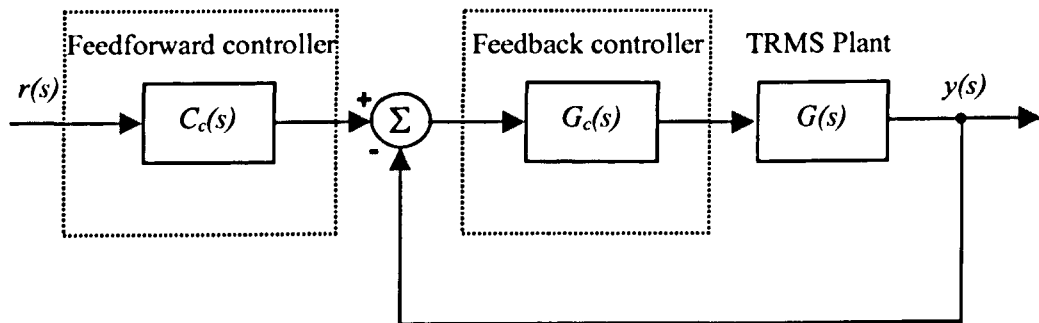 Feedforward controller
Feedback controller
TRMS Plant
r(s)
C_c(s)
+
Σ
-
G_c(s)
G(s)
y(s)